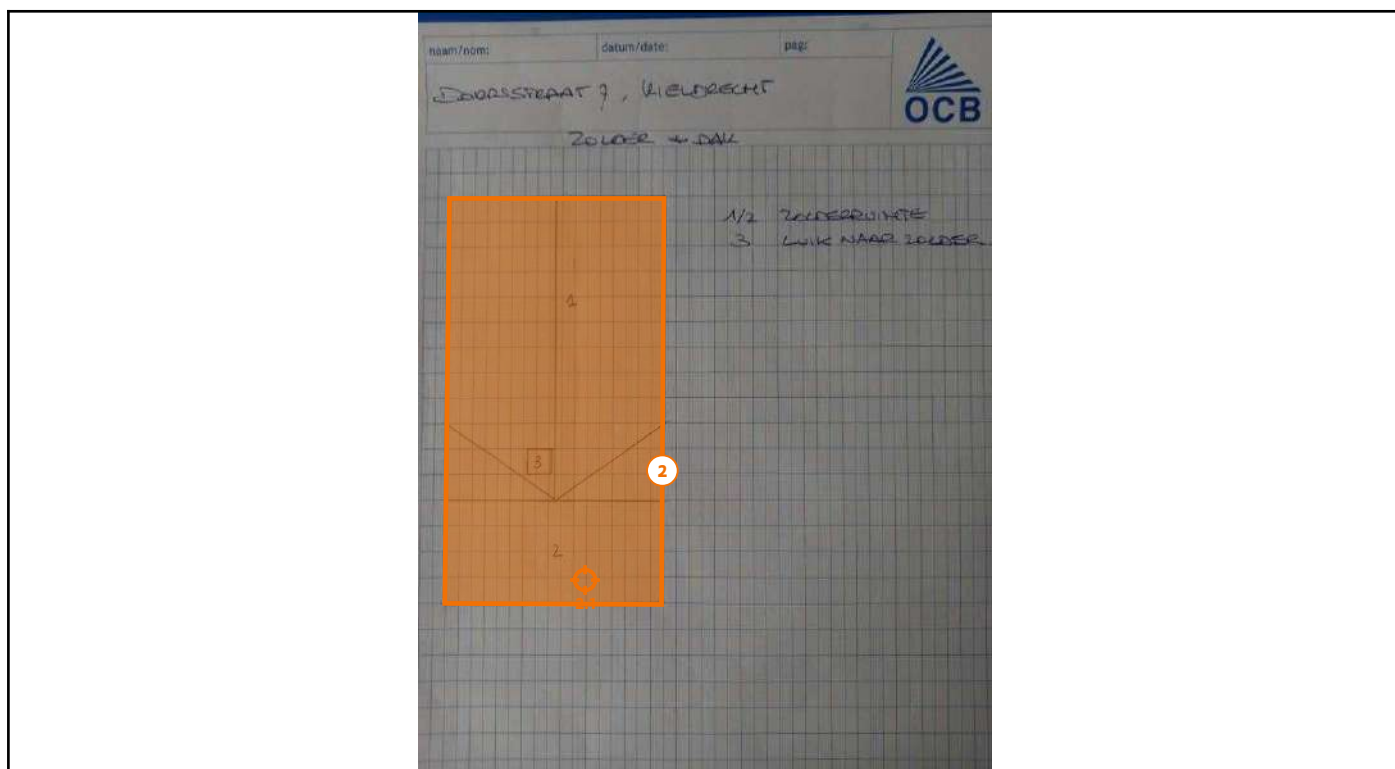 naam/nom: datum/date: pag:
OCB
DOORSSTRAAT 7, KIELDRECHT
ZOLDER + DAK
1/2 ZOLDERRUIMTE
3 LUIK NAAR ZOLDER
1
3
2
2